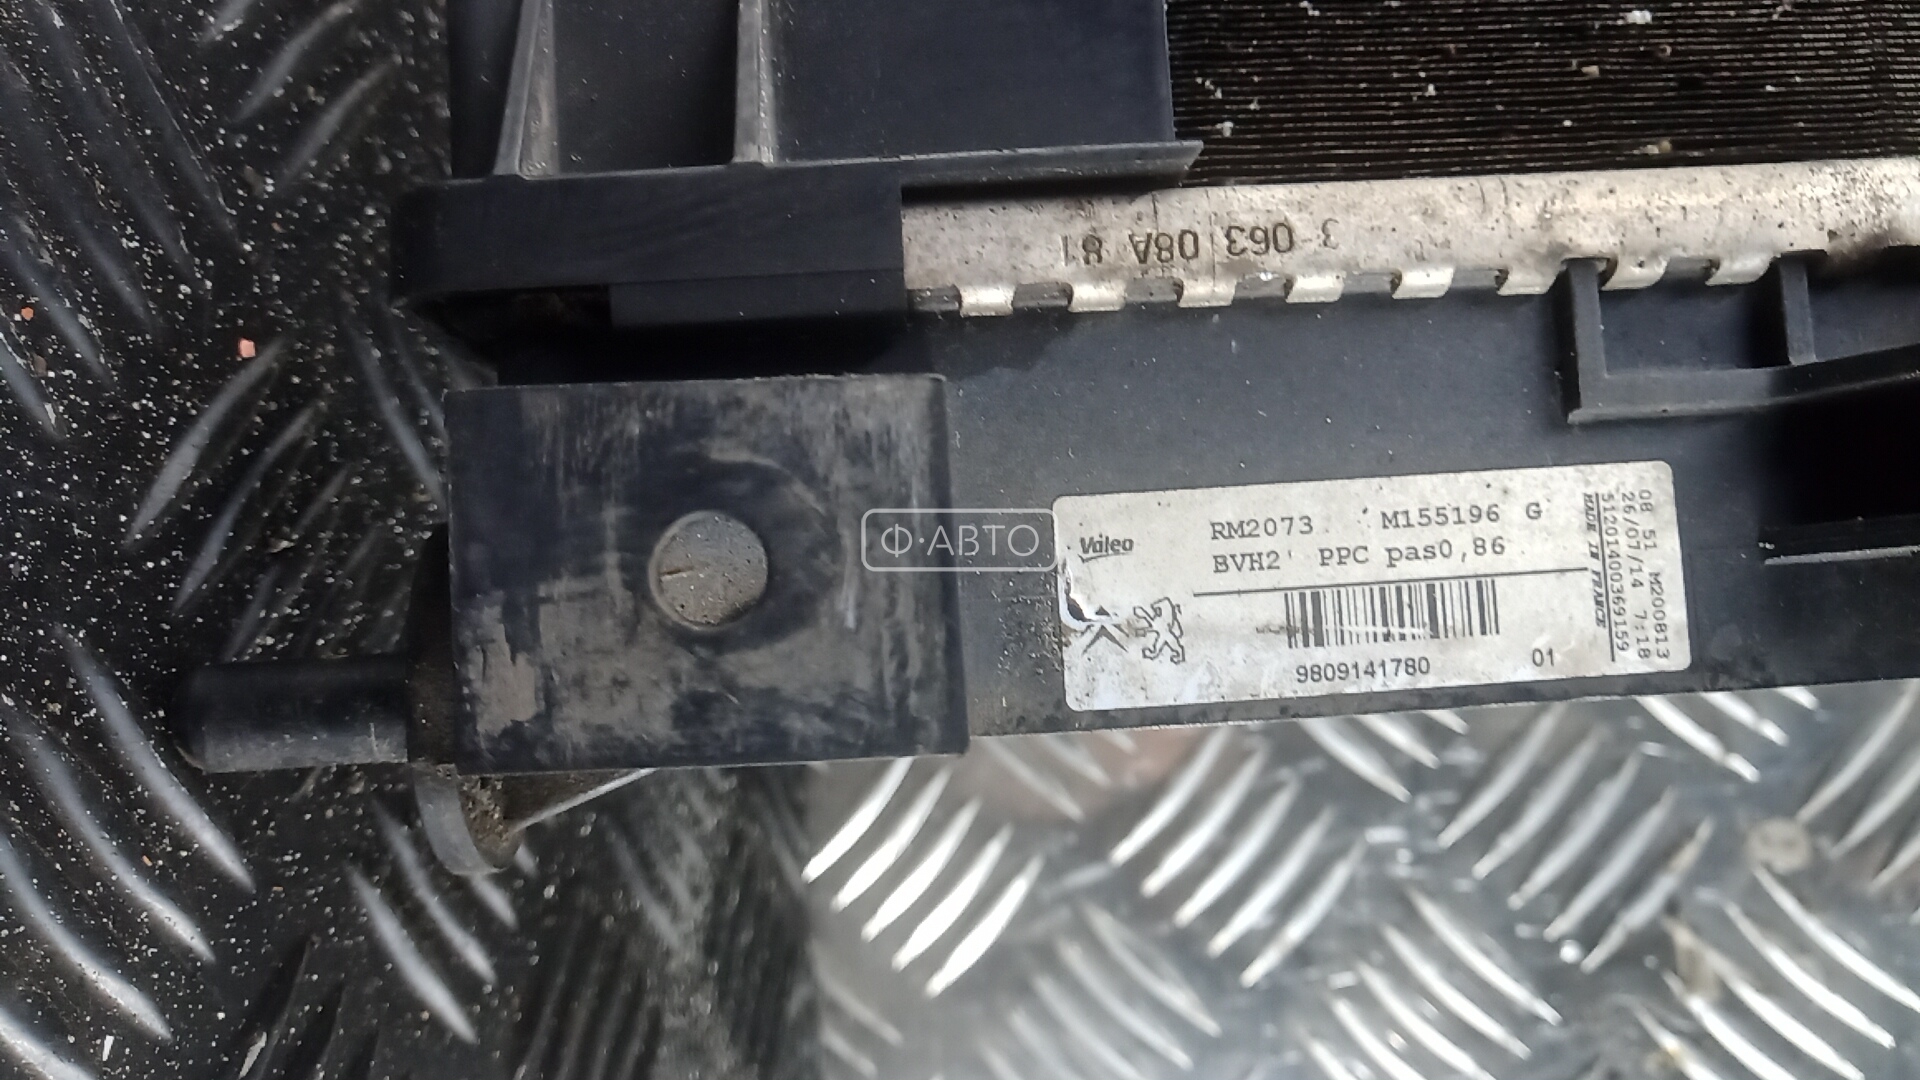 3 063 08A 81
Ф·АВТО
Valeo
RM2073 M155196 G
BVH2 PPC pas0,86
9809141780 01
08 51 M200813
26/07/14 7:18
S12014003691159
MADE IN FRANCE